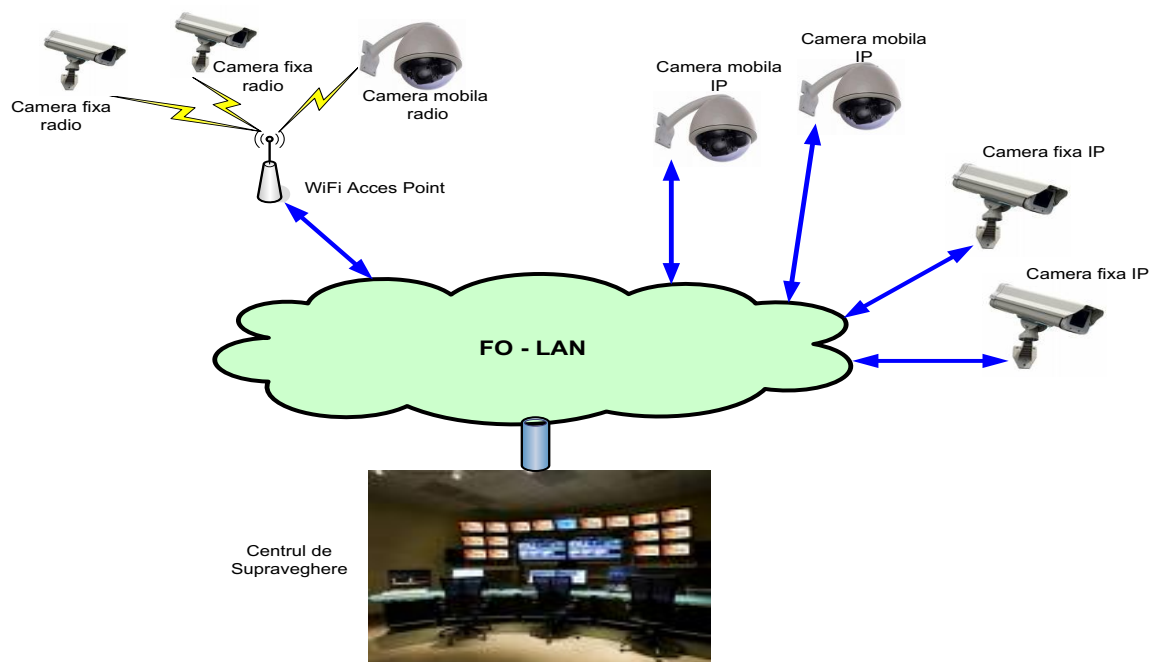 Camera fixa
radio
Camera fixa
radio
Camera mobila
radio
WiFi Acces Point
Camera mobila
IP
Camera mobila
IP
Camera fixa IP
Camera fixa IP
FO - LAN
Centrul de
Supraveghere